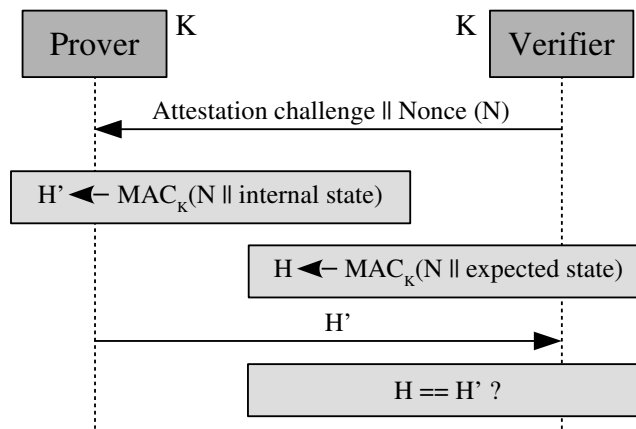 Prover K
K Verifier
Attestation challenge || Nonce (N)
H’ ← MAC_K(N || internal state)
H ← MAC_K(N || expected state)
H’
H == H’ ?